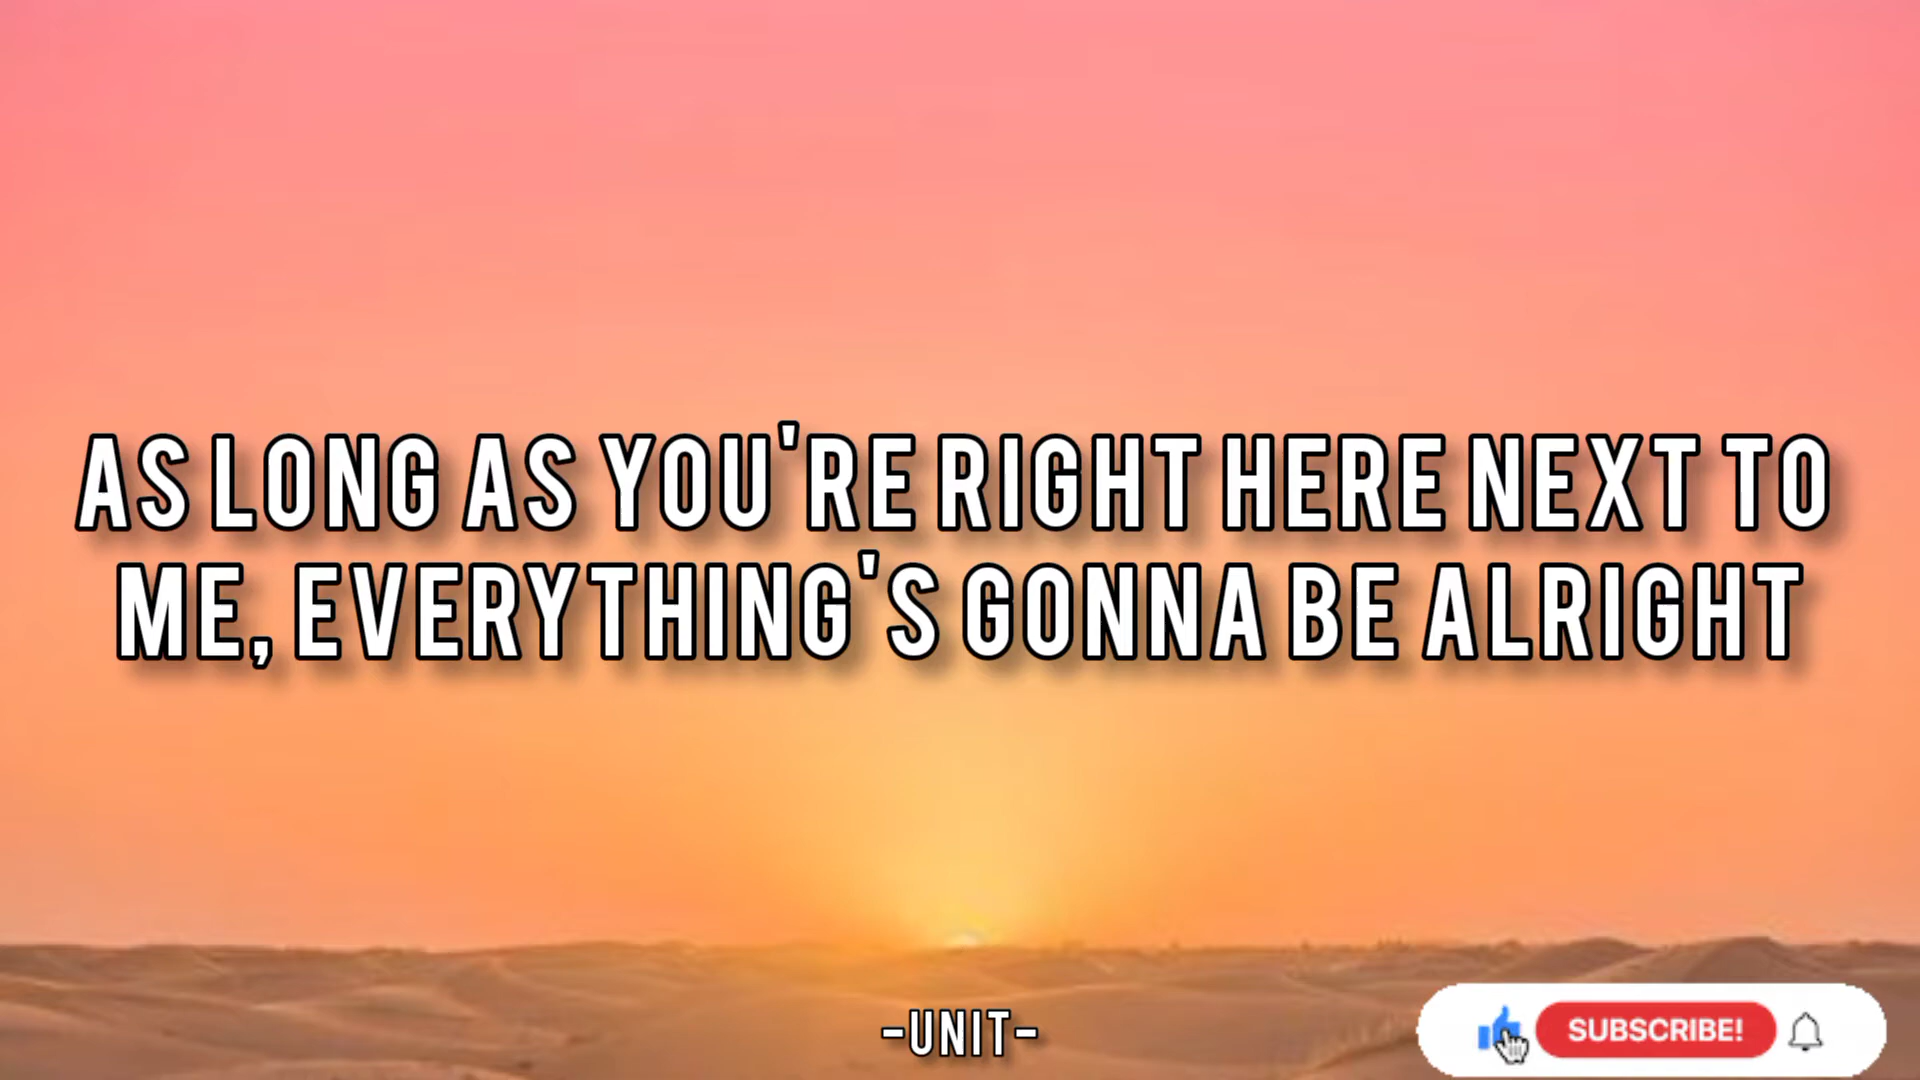 AS LONG AS YOU'RE RIGHT HERE NEXT TO
ME, EVERYTHING'S GONNA BE ALRIGHT
-UNIT-
SUBSCRIBE!